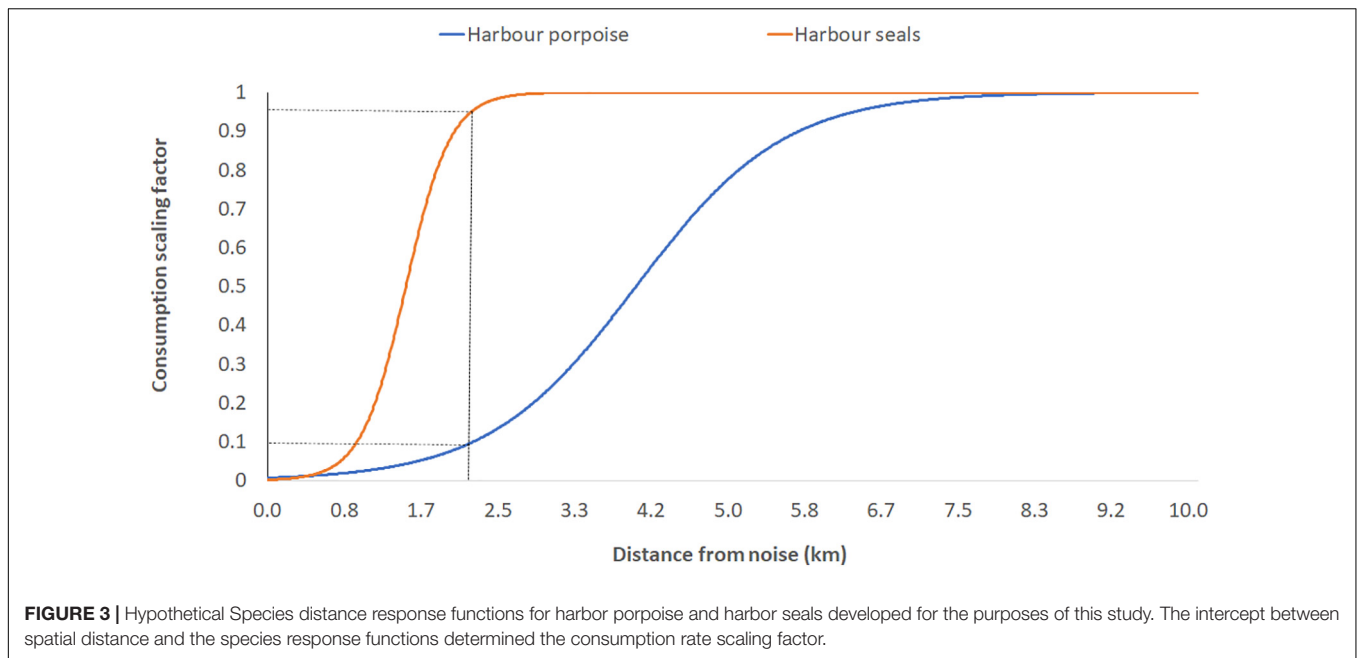 Harbour porpoise Harbour seals
1
0.9
0.8
0.7
0.6
0.5
0.4
0.3
0.2
0.1
0
Consumption scaling factor
0.0 0.8 1.7 2.5 3.3 4.2 5.0 5.8 6.7 7.5 8.3 9.2 10.0
Distance from noise (km)
FIGURE 3 | Hypothetical Species distance response functions for harbor porpoise and harbor seals developed for the purposes of this study. The intercept between
spatial distance and the species response functions determined the consumption rate scaling factor.